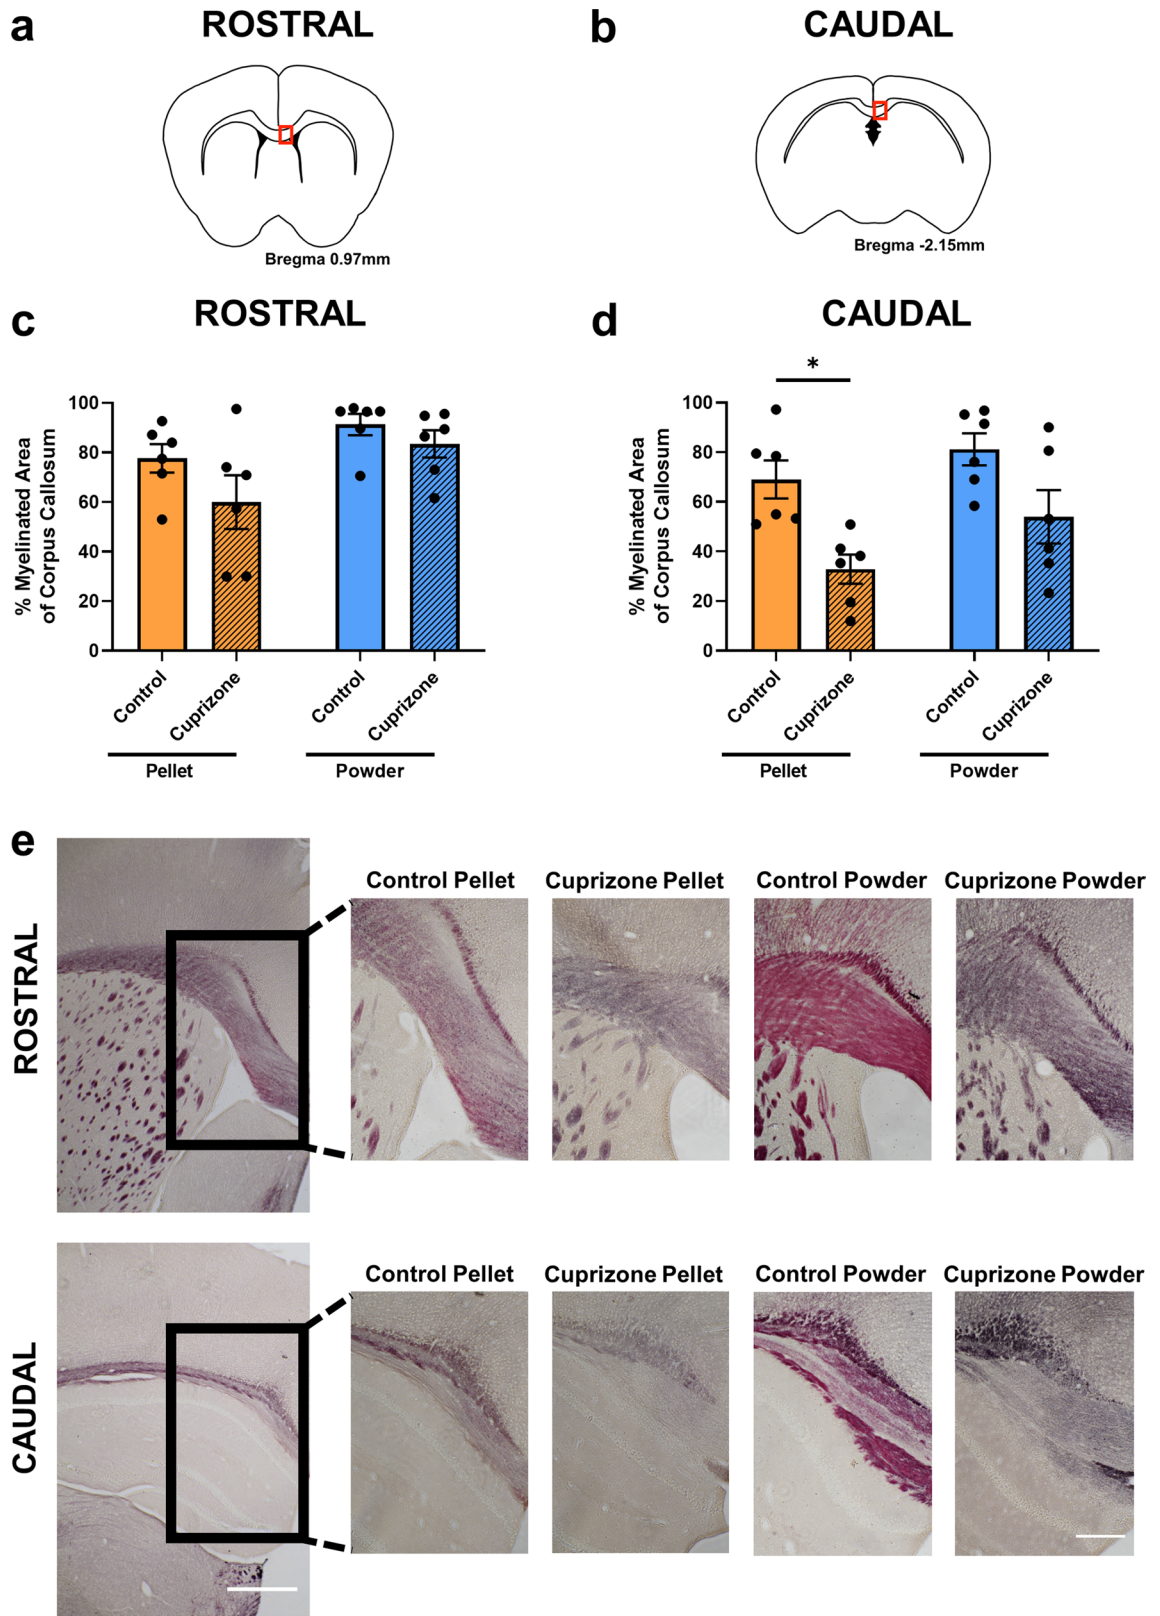 a
ROSTRAL
b
CAUDAL
Bregma 0.97mm
Bregma -2.15mm
c
ROSTRAL
d
CAUDAL
% Myelinated Area
of Corpus Callosum
100
80
60
40
20
0
Control
Cuprizone
Control
Cuprizone
Pellet
Powder
*
% Myelinated Area
of Corpus Callosum
100
80
60
40
20
0
Control
Cuprizone
Control
Cuprizone
Pellet
Powder
e
ROSTRAL
Control Pellet
Cuprizone Pellet
Control Powder
Cuprizone Powder
CAUDAL
Control Pellet
Cuprizone Pellet
Control Powder
Cuprizone Powder